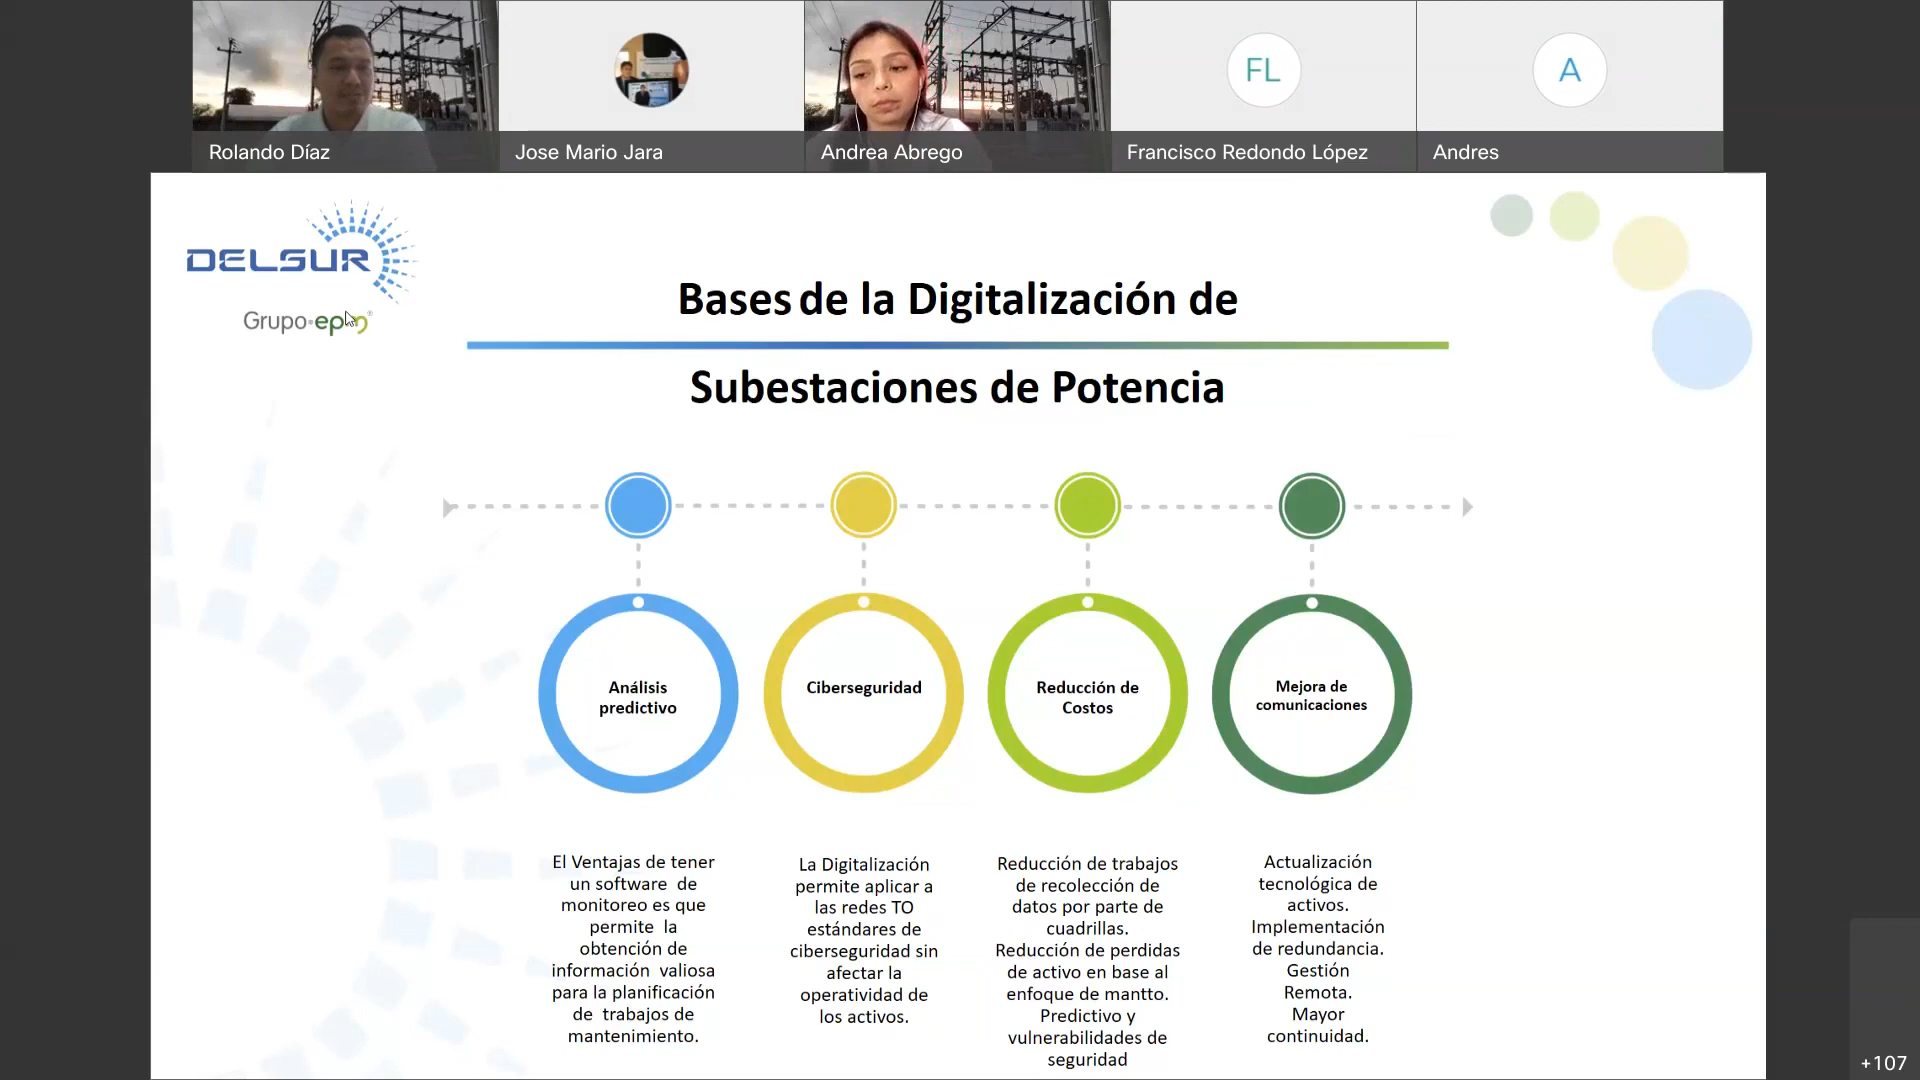 Rolando Díaz
Jose Mario Jara
Andrea Abrego
FL
Francisco Redondo López
A
Andres
DELSUR
Grupo·epm®
Bases de la Digitalización de
Subestaciones de Potencia
Análisis
predictivo
Ciberseguridad
Reducción de
Costos
Mejora de
comunicaciones
El Ventajas de tener
un software de
monitoreo es que
permite la
obtención de
información valiosa
para la planificación
de trabajos de
mantenimiento.
La Digitalización
permite aplicar a
las redes TO
estándares de
ciberseguridad sin
afectar la
operatividad de
los activos.
Reducción de trabajos
de recolección de
datos por parte de
cuadrillas.
Reducción de perdidas
de activo en base al
enfoque de mantto.
Predictivo y
vulnerabilidades de
seguridad
Actualización
tecnológica de
activos.
Implementación
de redundancia.
Gestión
Remota.
Mayor
continuidad.
+107